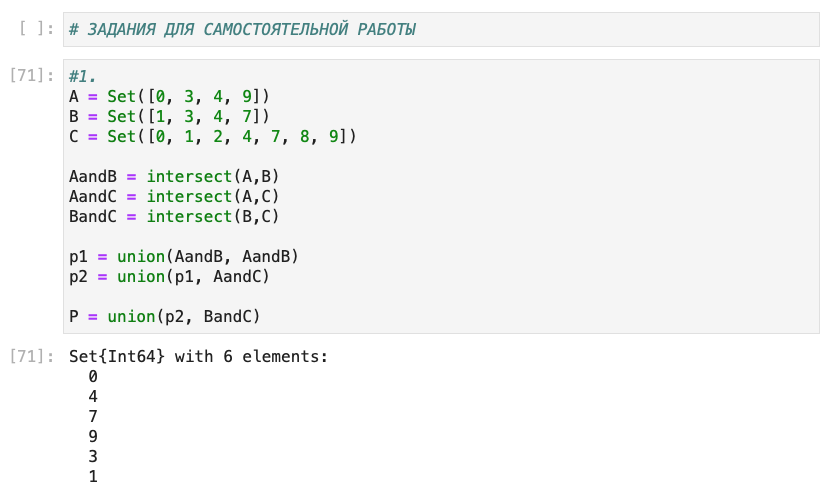 [ ]: # ЗАДАНИЯ ДЛЯ САМОСТОЯТЕЛЬНОЙ РАБОТЫ
[71]: #1.
A = Set([0, 3, 4, 9])
B = Set([1, 3, 4, 7])
C = Set([0, 1, 2, 4, 7, 8, 9])
AandB = intersect(A,B)
AandC = intersect(A,C)
BandC = intersect(B,C)
p1 = union(AandB, AandB)
p2 = union(p1, AandC)
P = union(p2, BandC)
[71]: Set{Int64} with 6 elements:
0
4
7
9
3
1